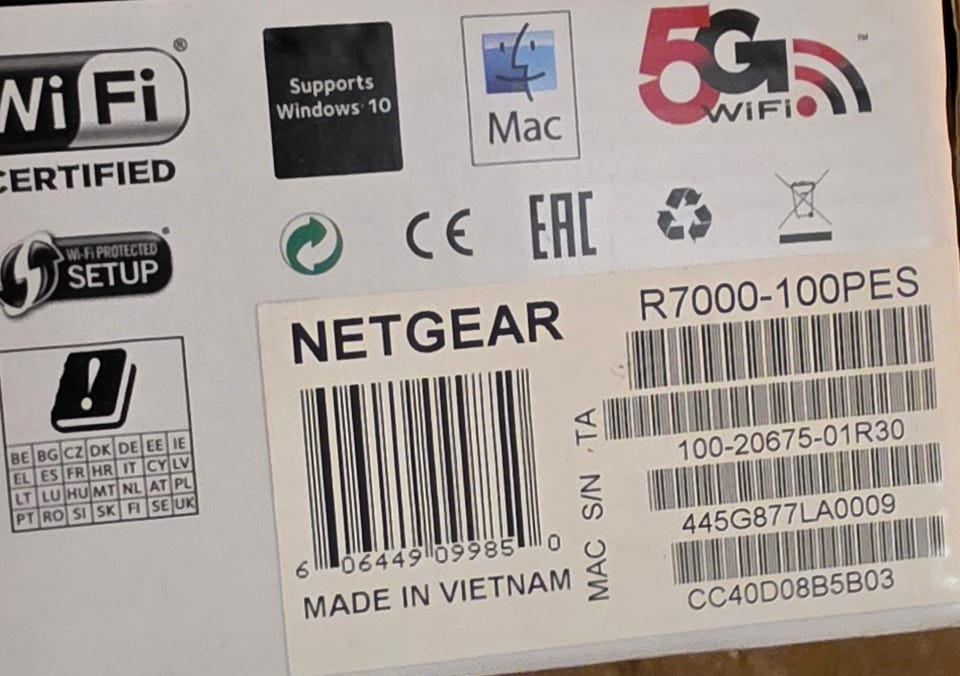 WiFi®
CERTIFIED
Supports
Windows 10
Mac
5G
WiFi
™
Wi-Fi PROTECTED
SETUP
CE
EAC
!
BE BG CZ DK DE EE IE
EL ES FR HR IT CY LV
LT LU HU MT NL AT PL
PT RO SI SK FI SE UK
NETGEAR
6 06449 09985 0
MADE IN VIETNAM
R7000-100PES
TA
100-20675-01R30
S/N
445G877LA0009
MAC
CC40D08B5B03